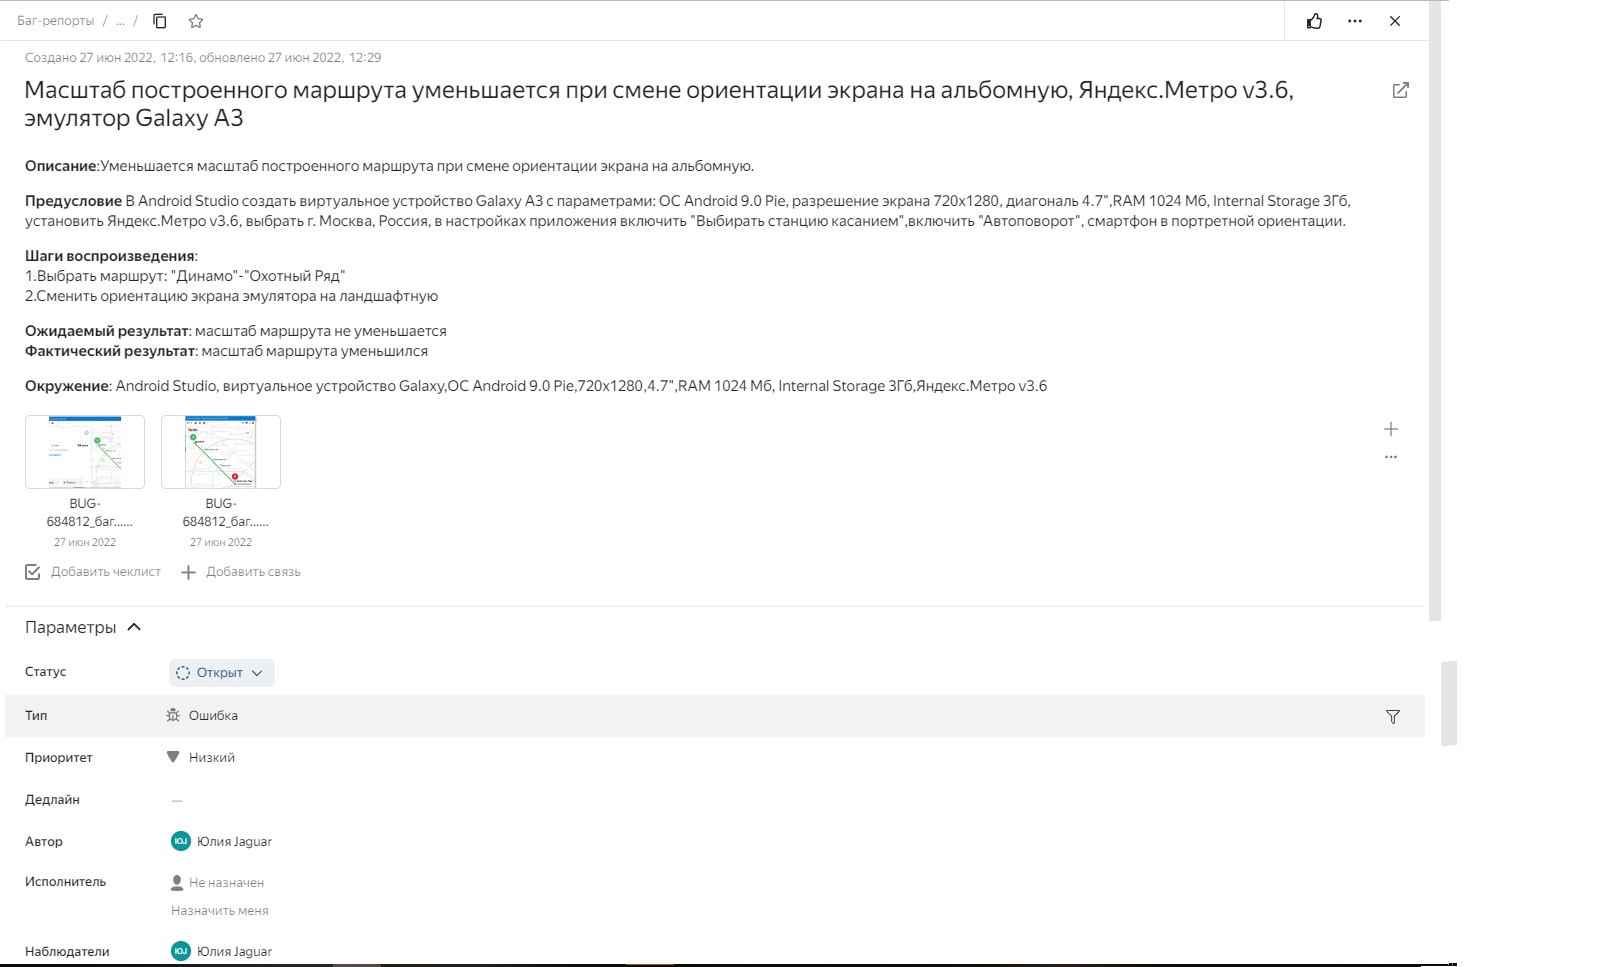 Баг-репорты / ... /
Создано 27 июн 2022, 12:16, обновлено 27 июн 2022, 12:29
Масштаб построенного маршрута уменьшается при смене ориентации экрана на альбомную, Яндекс.Метро v3.6,
эмулятор Galaxy A3
Описание:Уменьшается масштаб построенного маршрута при смене ориентации экрана на альбомную.
Предусловие В Android Studio создать виртуальное устройство Galaxy A3 с параметрами: ОС Android 9.0 Pie, разрешение экрана 720x1280, диагональ 4.7",RAM 1024 Мб, Internal Storage 3Гб,
установить Яндекс.Метро v3.6, выбрать г. Москва, Россия, в настройках приложения включить "Выбирать станцию касанием",включить "Автоповорот", смартфон в портретной ориентации.
Шаги воспроизведения:
1.Выбрать маршрут: "Динамо"-"Охотный Ряд"
2.Сменить ориентацию экрана эмулятора на ландшафтную
Ожидаемый результат: масштаб маршрута не уменьшается
Фактический результат: масштаб маршрута уменьшился
Окружение: Android Studio, виртуальное устройство Galaxy,ОС Android 9.0 Pie,720x1280,4.7",RAM 1024 Мб, Internal Storage 3Гб,Яндекс.Метро v3.6
BUG- BUG-
684812_баг...... 684812_баг......
27 июн 2022 27 июн 2022
Добавить чеклист Добавить связь
Параметры
Статус Открыт
Тип Ошибка
Приоритет Низкий
Дедлайн —
Автор ЮJ Юлия Jaguar
Исполнитель Не назначен
Назначить меня
Наблюдатели ЮJ Юлия Jaguar